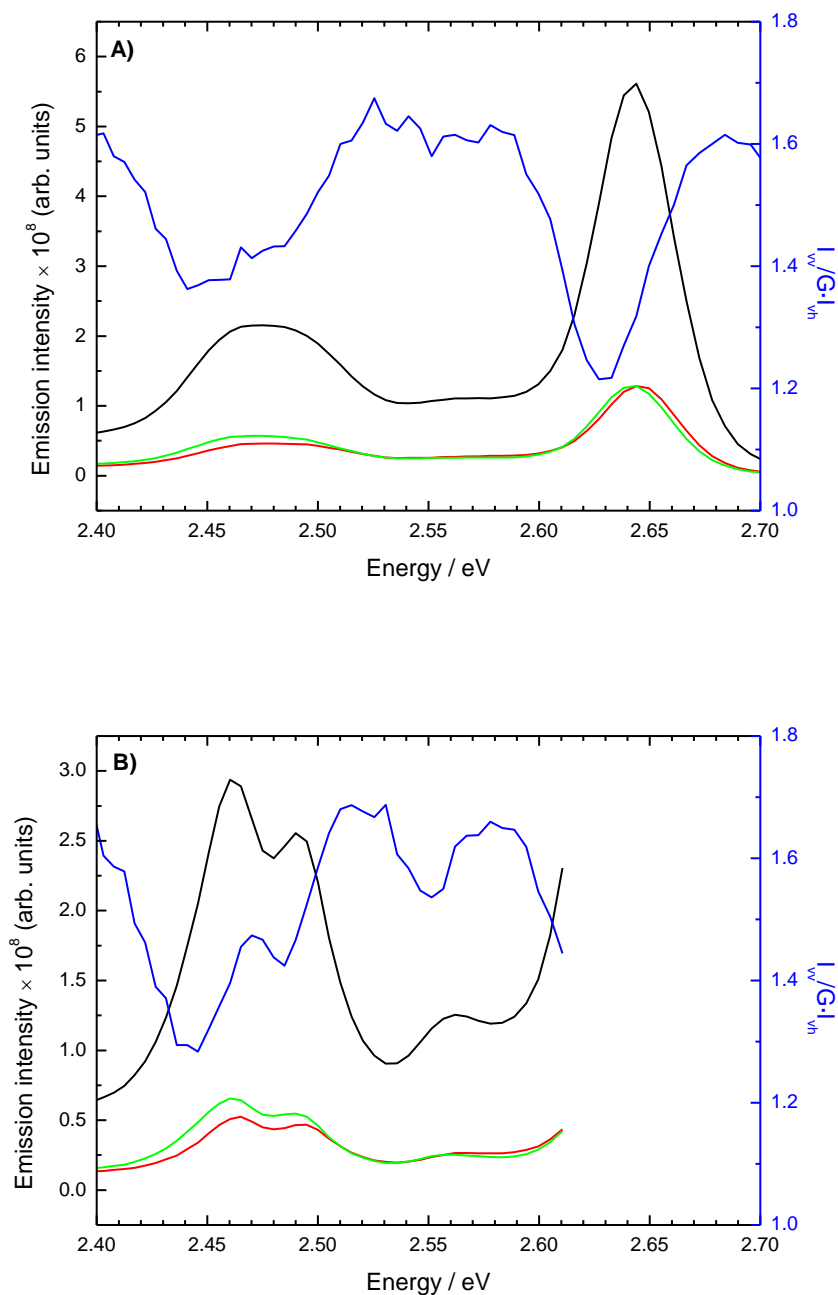 A)
6
5
4
3
2
1
0
Emission intensity × 10⁸ (arb. units)
1.8
1.6
1.4
1.2
1.0
I_vv/G·I_vh
2.40 2.45 2.50 2.55 2.60 2.65 2.70
Energy / eV
B)
3.0
2.5
2.0
1.5
1.0
0.5
0.0
Emission intensity × 10⁸ (arb. units)
1.8
1.6
1.4
1.2
1.0
I_vv/G·I_vh
2.40 2.45 2.50 2.55 2.60 2.65 2.70
Energy / eV